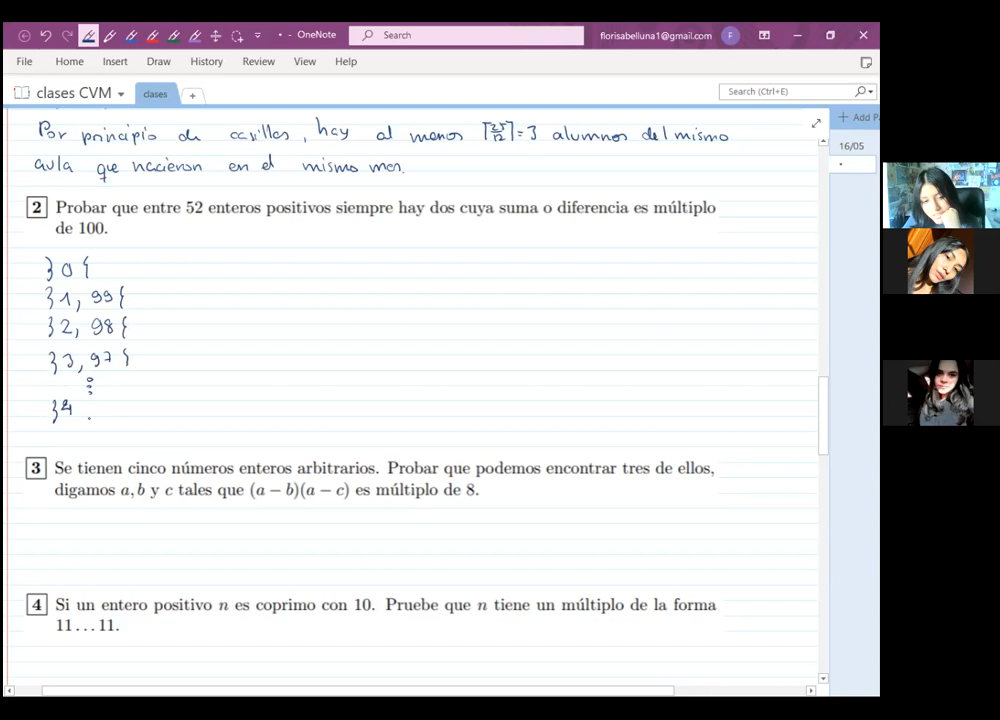 OneNote
Search
florisabelluna1@gmail.com
F
File Home Insert Draw History Review View Help
clases CVM
clases
Search (Ctrl+E)
Add Pa
16/05
Por principio de casillas, hay al menos ⌈25/12⌉=3 alumnos del mismo
aula que nacieron en el mismo mes.
2 Probar que entre 52 enteros positivos siempre hay dos cuya suma o diferencia es múltiplo
de 100.
}0{
}1, 99{
}2, 98{
}3, 97{
}4 .
3 Se tienen cinco números enteros arbitrarios. Probar que podemos encontrar tres de ellos,
digamos a, b y c tales que (a − b)(a − c) es múltiplo de 8.
4 Si un entero positivo n es coprimo con 10. Pruebe que n tiene un múltiplo de la forma
11 . . . 11.